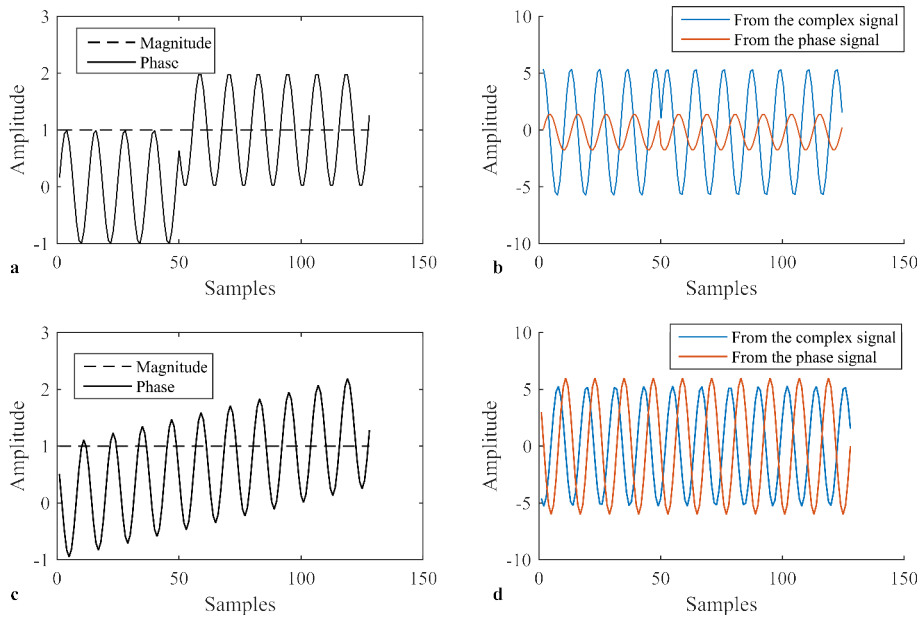 3
2
1
0
-1
Amplitude
Magnitude
Phase
0
50
100
150
Samples
a
10
5
0
-5
-10
Amplitude
From the complex signal
From the phase signal
0
50
100
150
Samples
b
3
2
1
0
-1
Amplitude
Magnitude
Phase
0
50
100
150
Samples
c
10
5
0
-5
-10
Amplitude
From the complex signal
From the phase signal
0
50
100
150
Samples
d